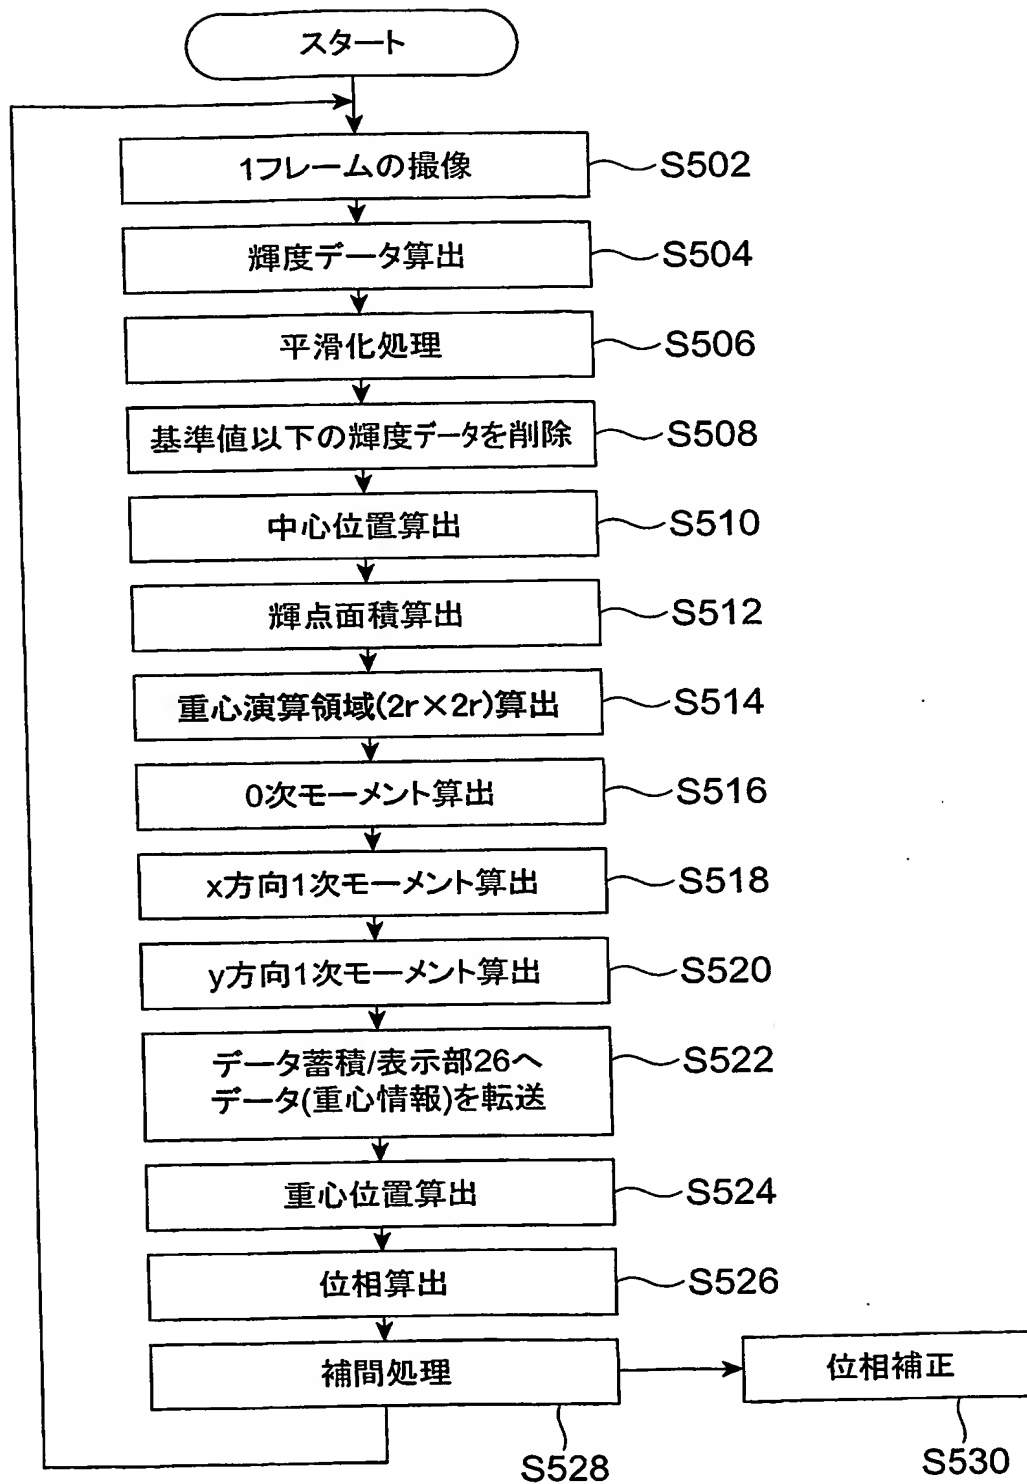 スタート
1フレームの撮像
S502
輝度データ算出
S504
平滑化処理
S506
基準値以下の輝度データを削除
S508
中心位置算出
S510
輝点面積算出
S512
重心演算領域(2r×2r)算出
S514
0次モーメント算出
S516
x方向1次モーメント算出
S518
y方向1次モーメント算出
S520
データ蓄積/表示部26へ
データ(重心情報)を転送
S522
重心位置算出
S524
位相算出
S526
補間処理
S528
位相補正
S530